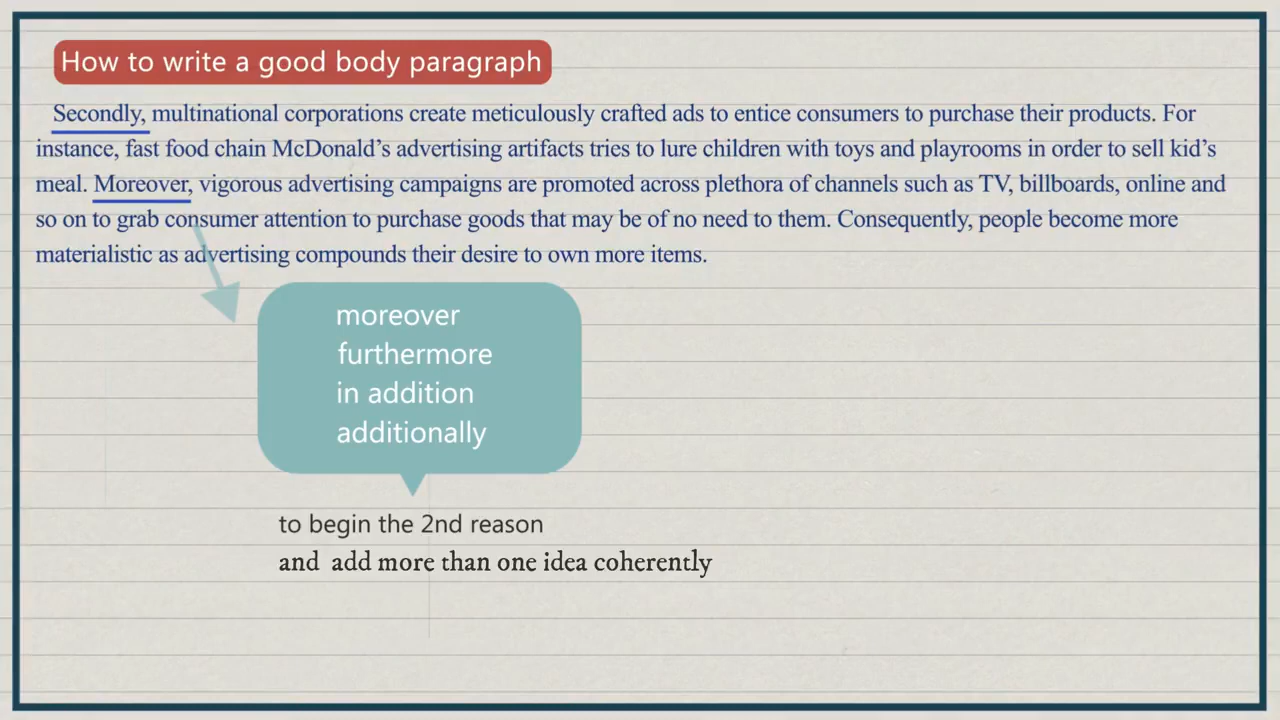 How to write a good body paragraph
Secondly, multinational corporations create meticulously crafted ads to entice consumers to purchase their products. For
instance, fast food chain McDonald's advertising artifacts tries to lure children with toys and playrooms in order to sell kid's
meal. Moreover, vigorous advertising campaigns are promoted across plethora of channels such as TV, billboards, online and
so on to grab consumer attention to purchase goods that may be of no need to them. Consequently, people become more
materialistic as advertising compounds their desire to own more items.
moreover
furthermore
in addition
additionally
to begin the 2nd reason
and add more than one idea coherently